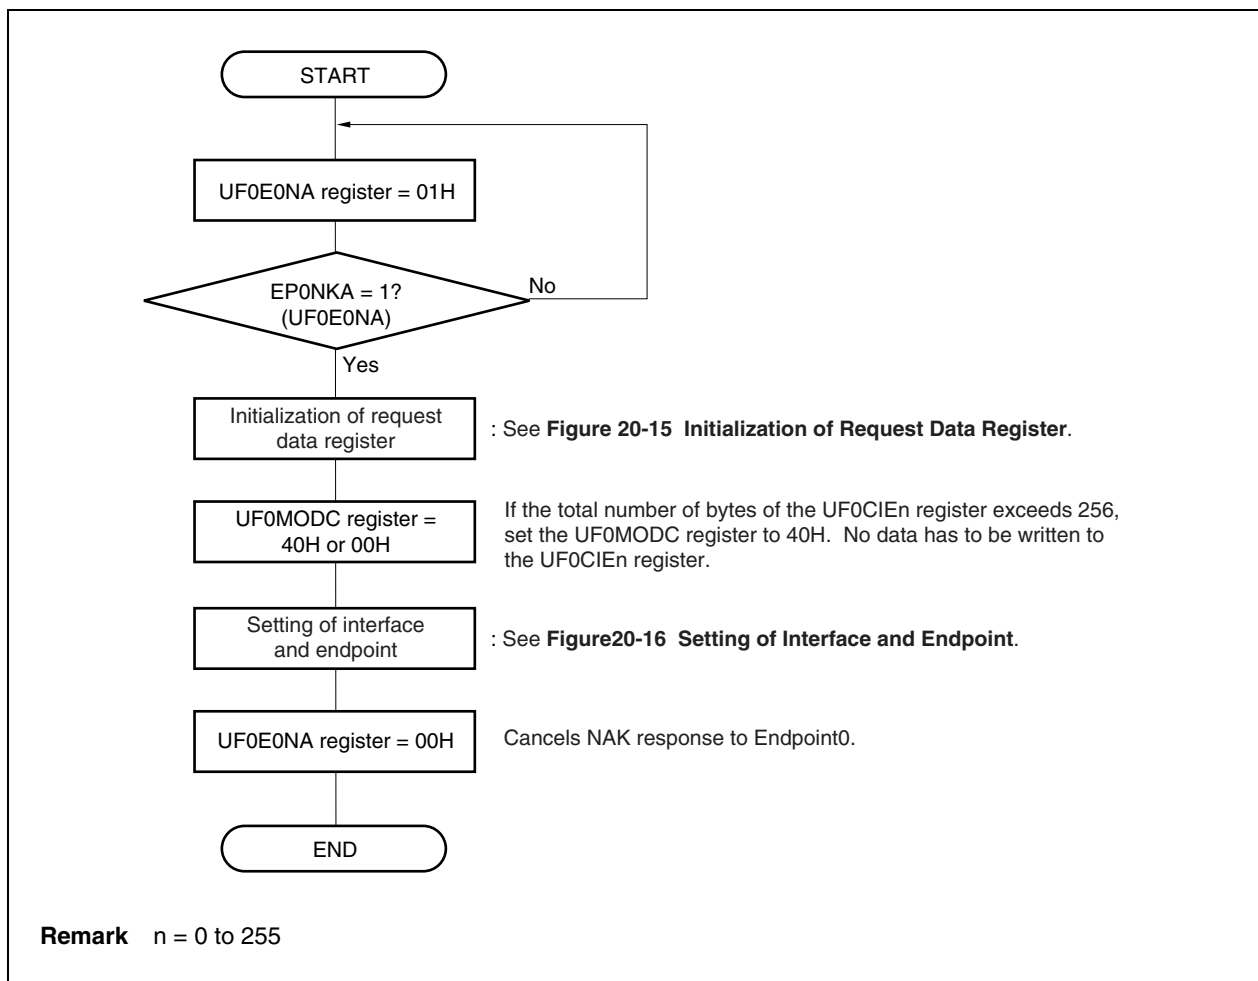 START
UF0E0NA register = 01H
EP0NKA = 1?
(UF0E0NA)
No
Yes
Initialization of request
data register
: See Figure 20-15  Initialization of Request Data Register.
UF0MODC register =
40H or 00H
If the total number of bytes of the UF0CIEn register exceeds 256,
set the UF0MODC register to 40H.  No data has to be written to
the UF0CIEn register.
Setting of interface
and endpoint
: See Figure20-16  Setting of Interface and Endpoint.
UF0E0NA register = 00H
Cancels NAK response to Endpoint0.
END
Remark    n = 0 to 255